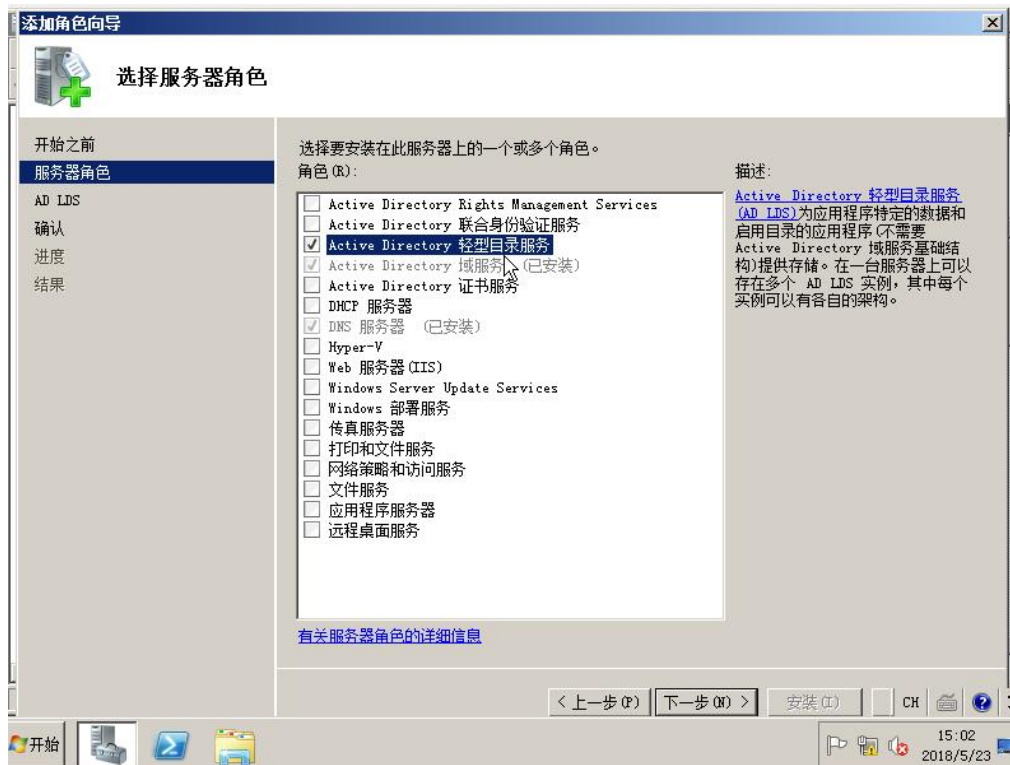 添加角色向导
选择服务器角色
开始之前
服务器角色
AD LDS
确认
进度
结果
选择要安装在此服务器上的一个或多个角色。
角色(R):
Active Directory Rights Management Services
Active Directory 联合身份验证服务
Active Directory 轻型目录服务
Active Directory 域服务 (已安装)
Active Directory 证书服务
DHCP 服务器
DNS 服务器 (已安装)
Hyper-V
Web 服务器(IIS)
Windows Server Update Services
Windows 部署服务
传真服务器
打印和文件服务
网络策略和访问服务
文件服务
应用程序服务器
远程桌面服务
有关服务器角色的详细信息
描述:
Active Directory 轻型目录服务
(AD LDS)为应用程序特定的数据和
启用目录的应用程序(不需要
Active Directory 域服务基础结
构)提供存储。在一台服务器上可以
存在多个 AD LDS 实例，其中每个
实例可以有各自的架构。
< 上一步(P)
下一步(N) >
安装(I)
CH
开始
15:02
2018/5/23